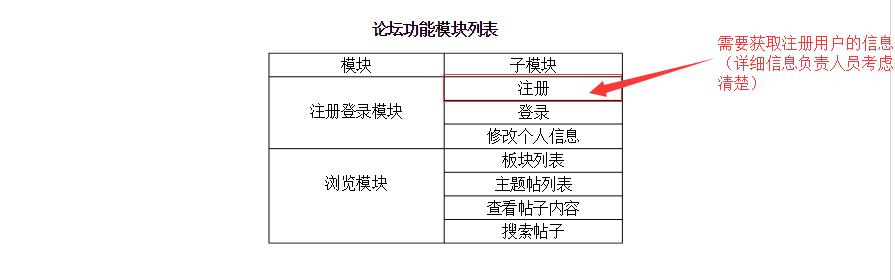 论坛功能模块列表
需要获取注册用户的信息
（详细信息负责人员考虑
清楚）
模块 子模块
注册登录模块 注册
登录
修改个人信息
浏览模块 板块列表
主题帖列表
查看帖子内容
搜索帖子